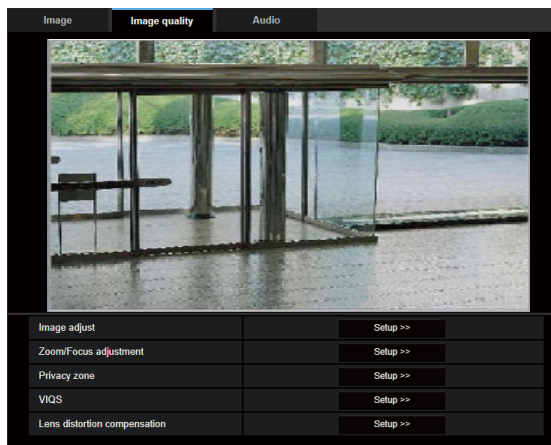 Image Image quality Audio
Image adjust Setup >>
Zoom/Focus adjustment Setup >>
Privacy zone Setup >>
VIQS Setup >>
Lens distortion compensation Setup >>